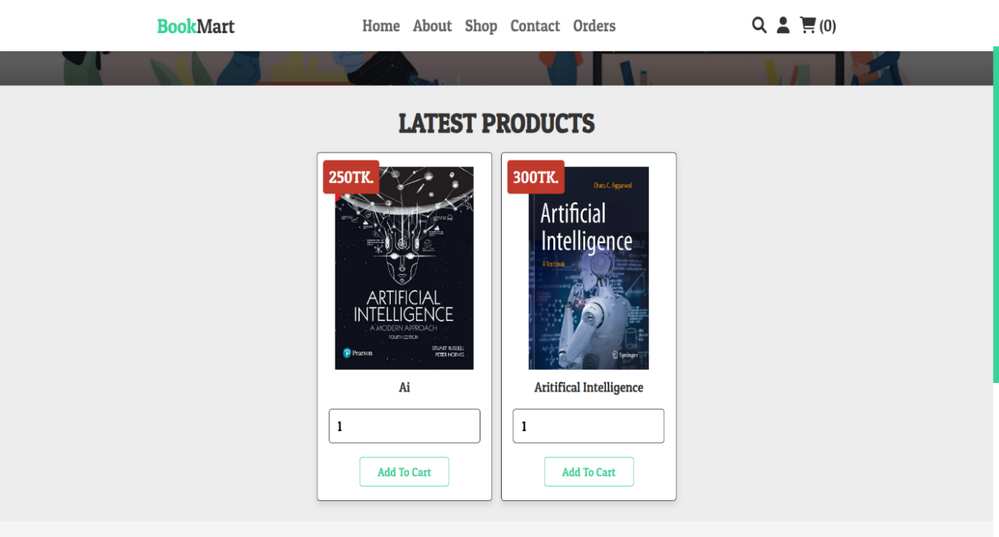 BookMart
Home About Shop Contact Orders
(0)
LATEST PRODUCTS
250TK.
ARTIFICIAL
INTELLIGENCE
A MODERN APPROACH
FOURTH EDITION
Pearson
STUART RUSSELL
PETER NORVIG
Ai
1
Add To Cart
300TK.
Charu C. Aggarwal
Artificial
Intelligence
A Textbook
Springer
Aritifical Intelligence
1
Add To Cart